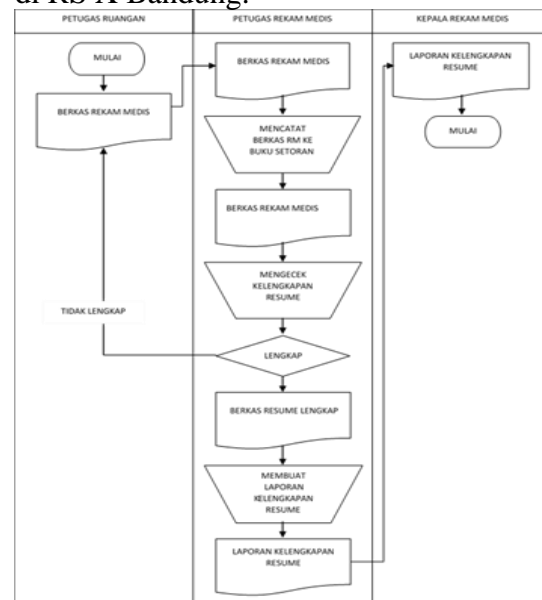 di RS A Bandung.
PETUGAS RUANGAN
PETUGAS REKAM MEDIS
KEPALA REKAM MEDIS
MULAI
BERKAS REKAM MEDIS
BERKAS REKAM MEDIS
MENCATAT
BERKAS RM KE
BUKU SETORAN
BERKAS REKAM MEDIS
MENGECEK
KELENGKAPAN
RESUME
LENGKAP
TIDAK LENGKAP
BERKAS RESUME LENGKAP
MEMBUAT
LAPORAN
KELENGKAPAN
RESUME
LAPORAN KELENGKAPAN
RESUME
LAPORAN KELENGKAPAN
RESUME
MULAI